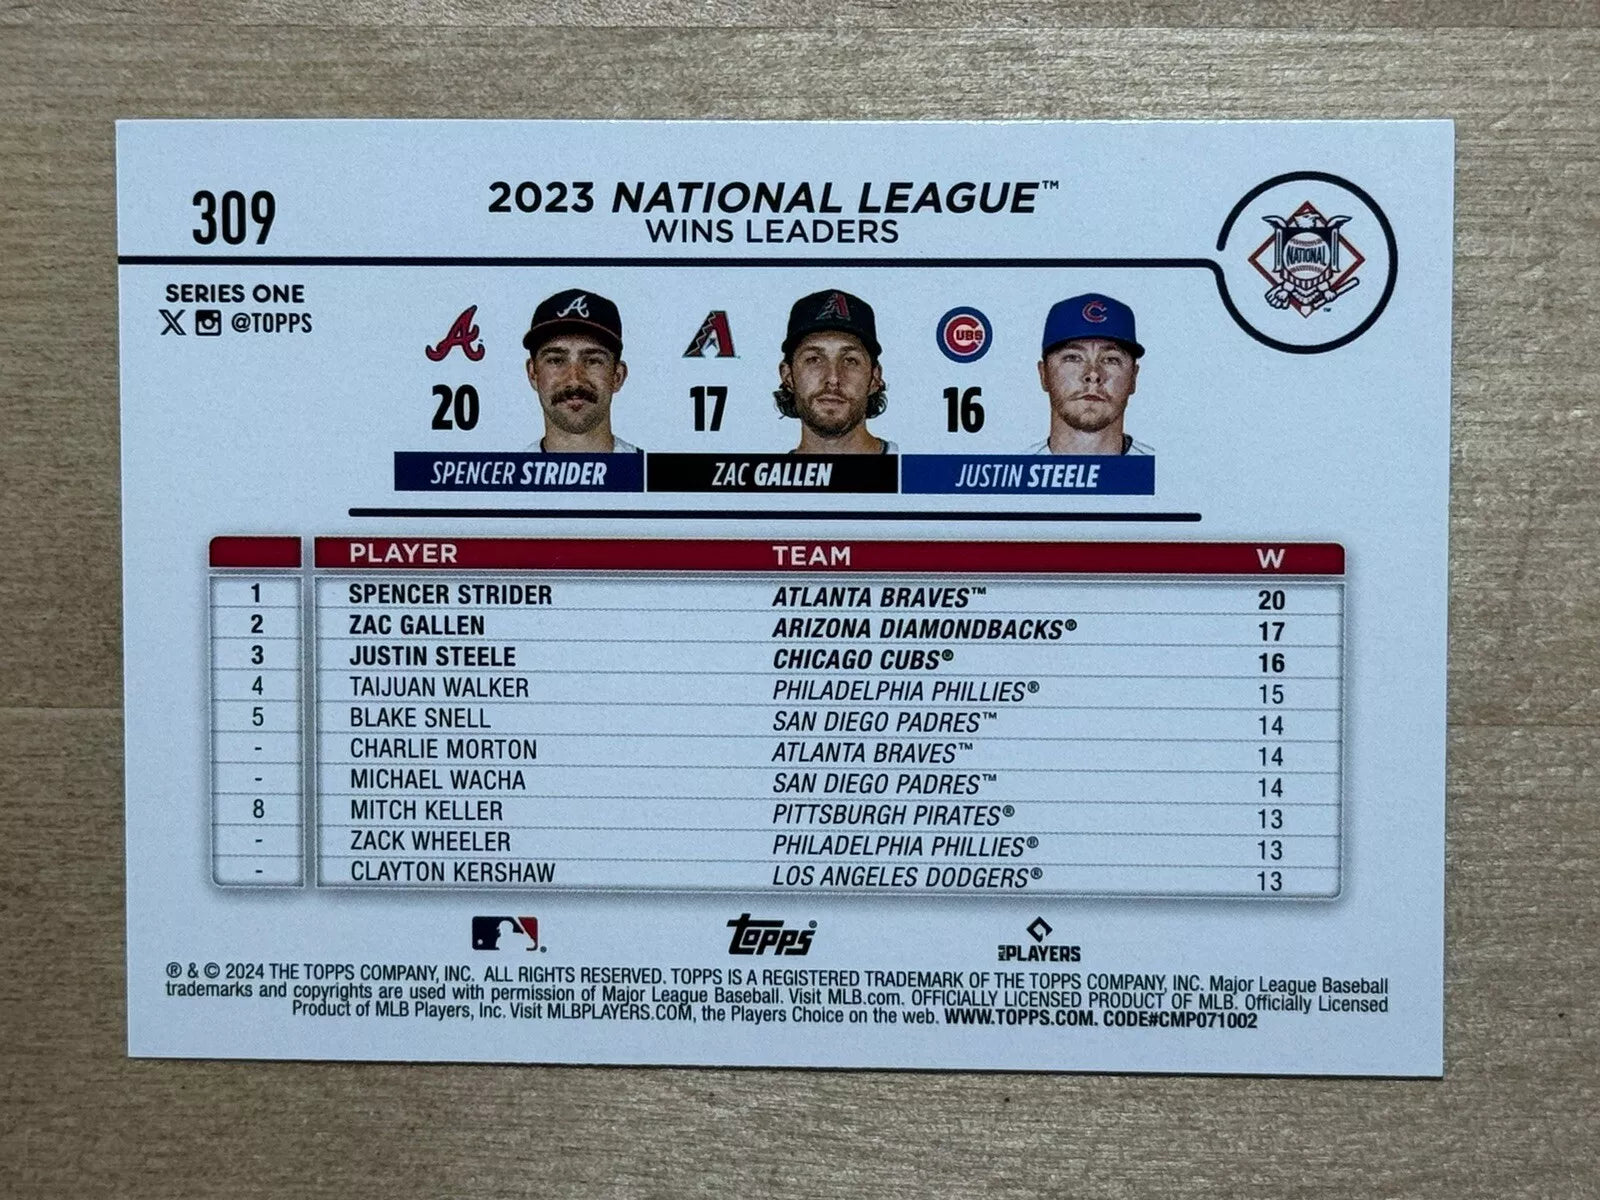 309
2023 NATIONAL LEAGUE™
WINS LEADERS
NATIONAL
SERIES ONE
@TOPPS
A
20
A
17
CUBS
16
SPENCER STRIDER
ZAC GALLEN
JUSTIN STEELE
PLAYER TEAM W
1 SPENCER STRIDER ATLANTA BRAVES™ 20
2 ZAC GALLEN ARIZONA DIAMONDBACKS® 17
3 JUSTIN STEELE CHICAGO CUBS® 16
4 TAIJUAN WALKER PHILADELPHIA PHILLIES® 15
5 BLAKE SNELL SAN DIEGO PADRES™ 14
- CHARLIE MORTON ATLANTA BRAVES™ 14
- MICHAEL WACHA SAN DIEGO PADRES™ 14
8 MITCH KELLER PITTSBURGH PIRATES® 13
- ZACK WHEELER PHILADELPHIA PHILLIES® 13
- CLAYTON KERSHAW LOS ANGELES DODGERS® 13
Topps®
MLB PLAYERS
® & © 2024 THE TOPPS COMPANY, INC. ALL RIGHTS RESERVED. TOPPS IS A REGISTERED TRADEMARK OF THE TOPPS COMPANY, INC. Major League Baseball
trademarks and copyrights are used with permission of Major League Baseball. Visit MLB.com. OFFICIALLY LICENSED PRODUCT OF MLB. Officially Licensed
Product of MLB Players, Inc. Visit MLBPLAYERS.COM, the Players Choice on the web. WWW.TOPPS.COM. CODE#CMP071002